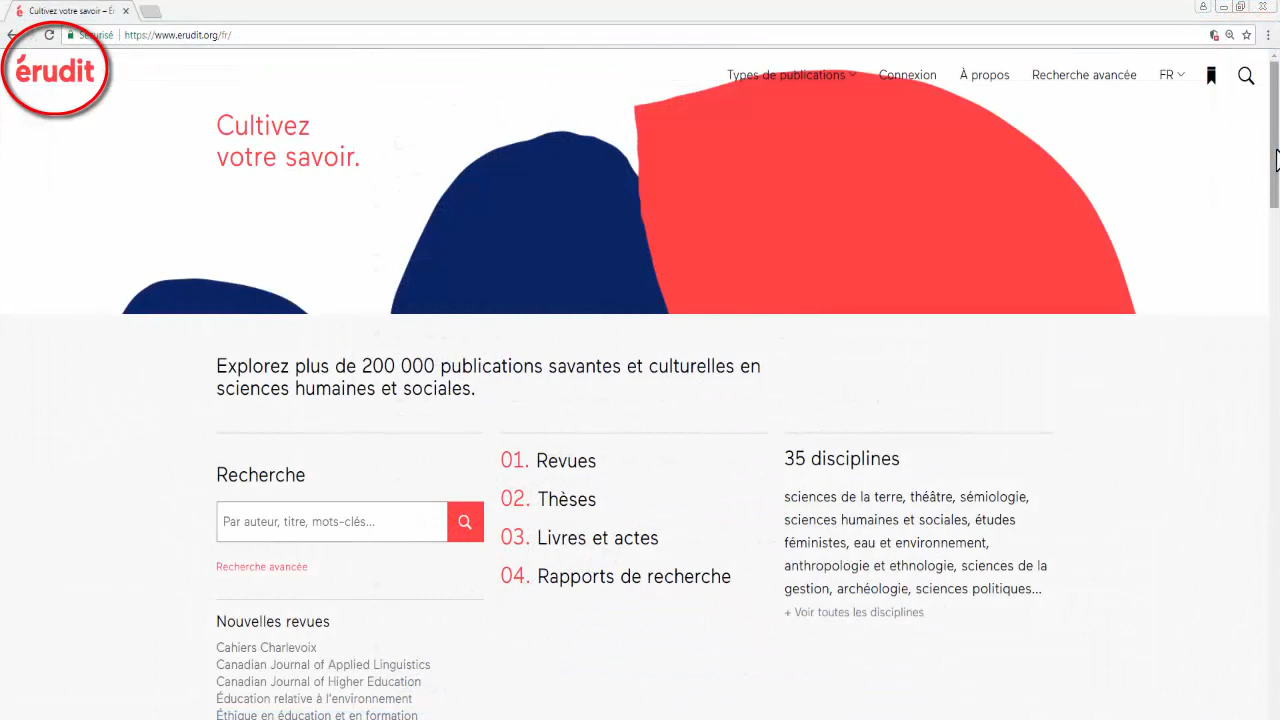 Cultivez votre savoir. – É
Sécurisé
https://www.erudit.org/fr/
érudit
Types de publications
Connexion
À propos
Recherche avancée
FR
Cultivez
votre savoir.
Explorez plus de 200 000 publications savantes et culturelles en
sciences humaines et sociales.
Recherche
Par auteur, titre, mots-clés...
Recherche avancée
Nouvelles revues
Cahiers Charlevoix
Canadian Journal of Applied Linguistics
Canadian Journal of Higher Education
Éducation relative à l'environnement
Éthique en éducation et en formation
01. Revues
02. Thèses
03. Livres et actes
04. Rapports de recherche
35 disciplines
sciences de la terre, théâtre, sémiologie,
sciences humaines et sociales, études
féministes, eau et environnement,
anthropologie et ethnologie, sciences de la
gestion, archéologie, sciences politiques...
+ Voir toutes les disciplines